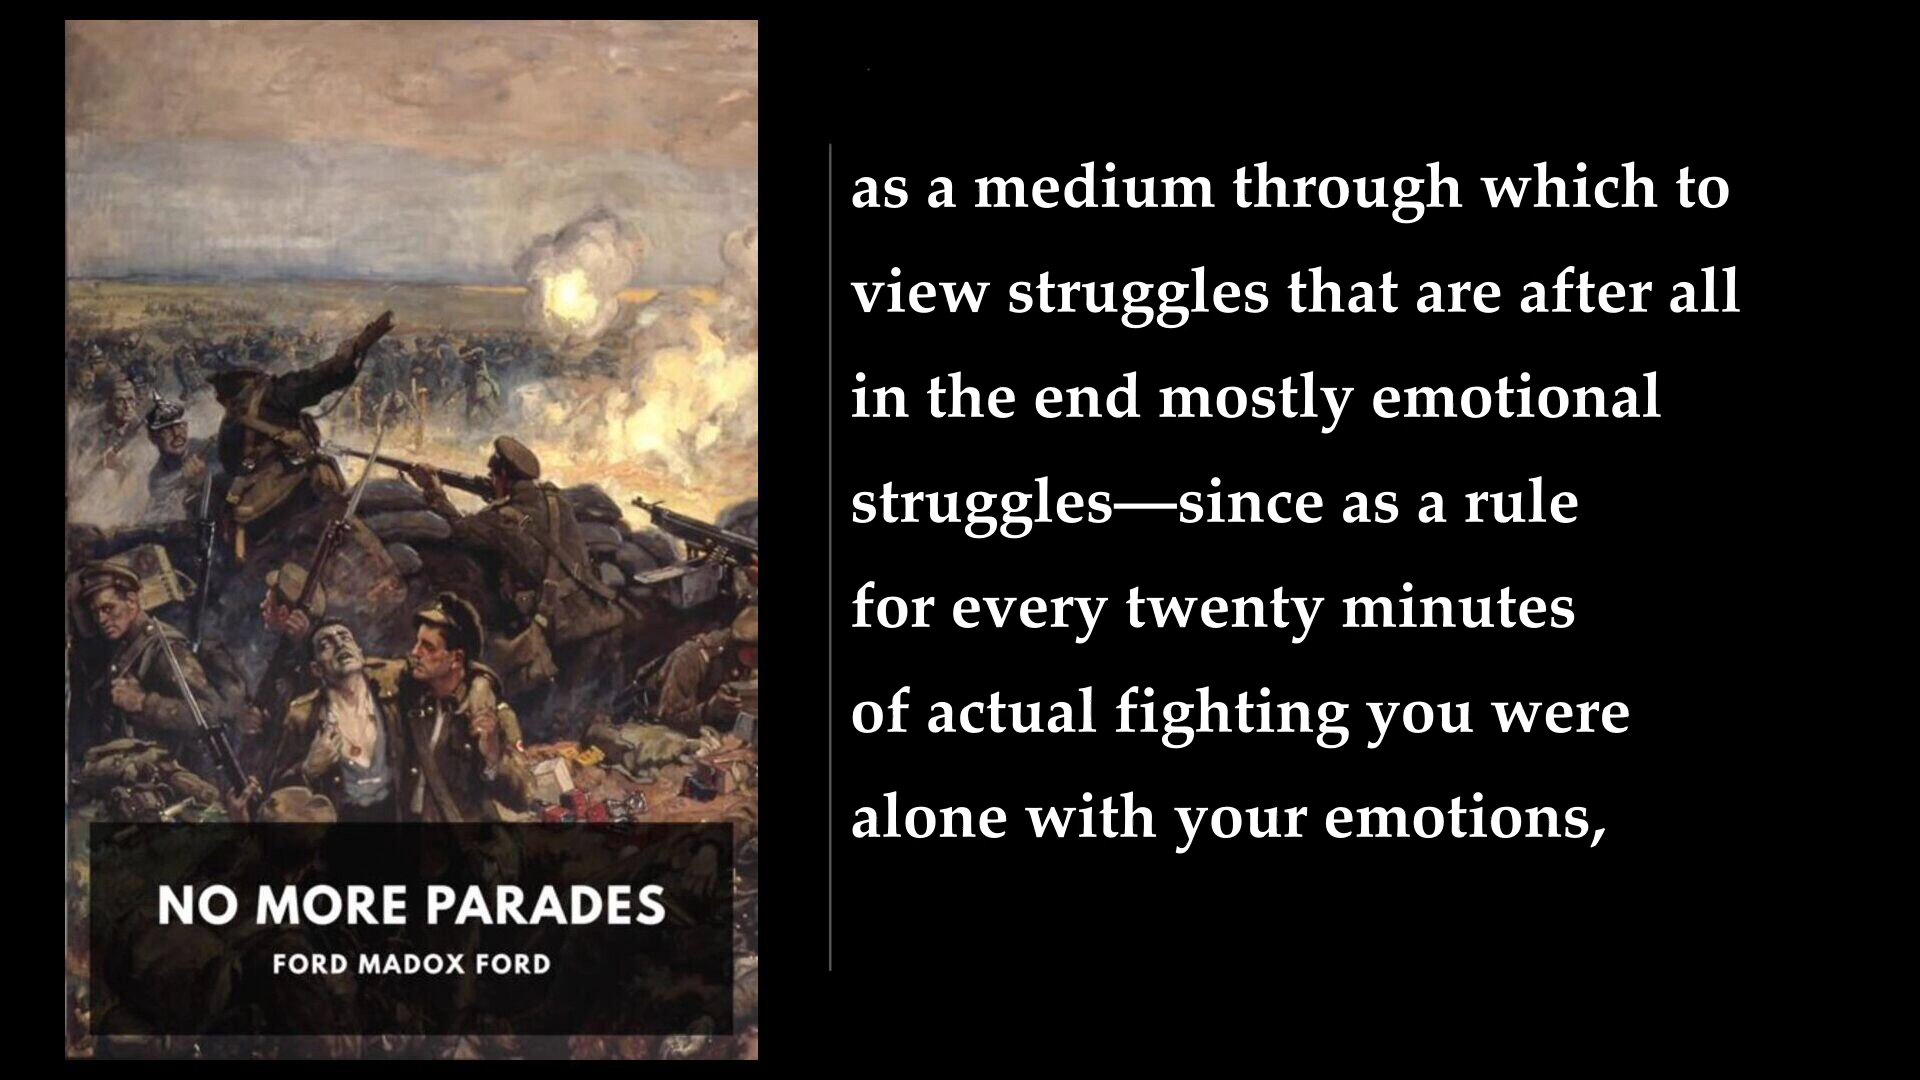 as a medium through which to
view struggles that are after all
in the end mostly emotional
struggles—since as a rule
for every twenty minutes
of actual fighting you were
alone with your emotions,
NO MORE PARADES
FORD MADOX FORD